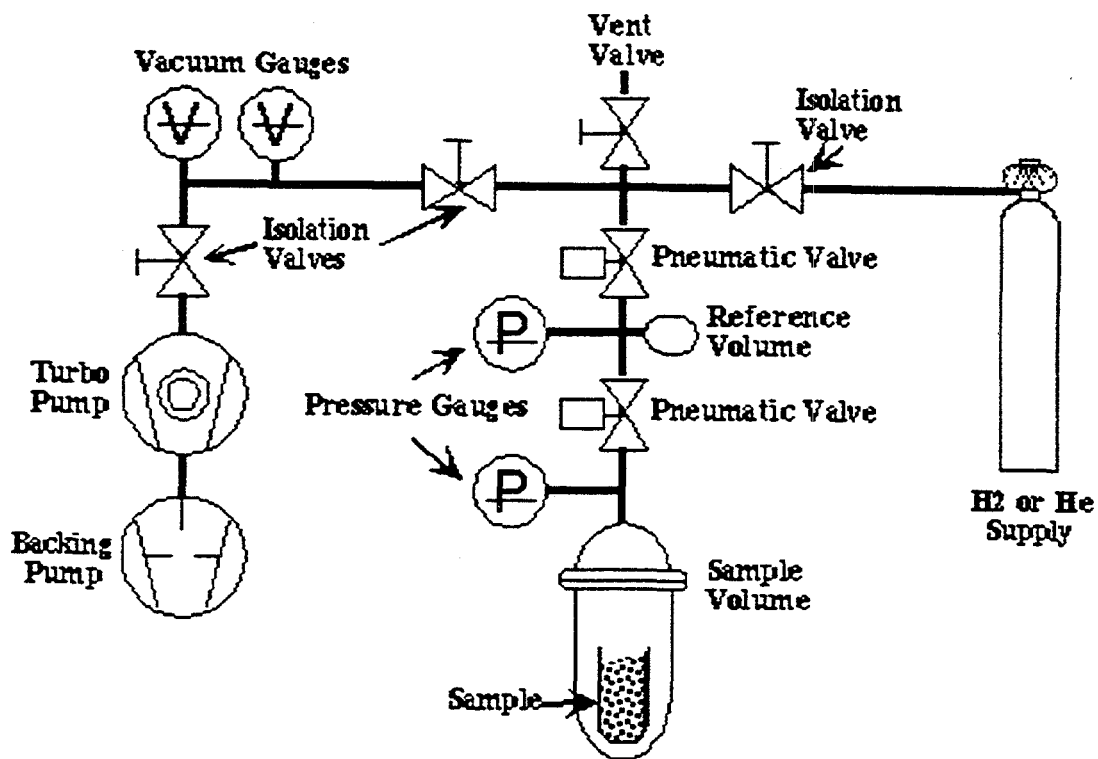 Vent
Valve
Vacuum Gauges
V
V
Isolation
Valve
Isolation
Valves
Pneumatic Valve
P
Reference
Volume
Turbo
Pump
Pressure Gauges
Pneumatic Valve
P
H2 or He
Supply
Backing
Pump
Sample
Volume
Sample